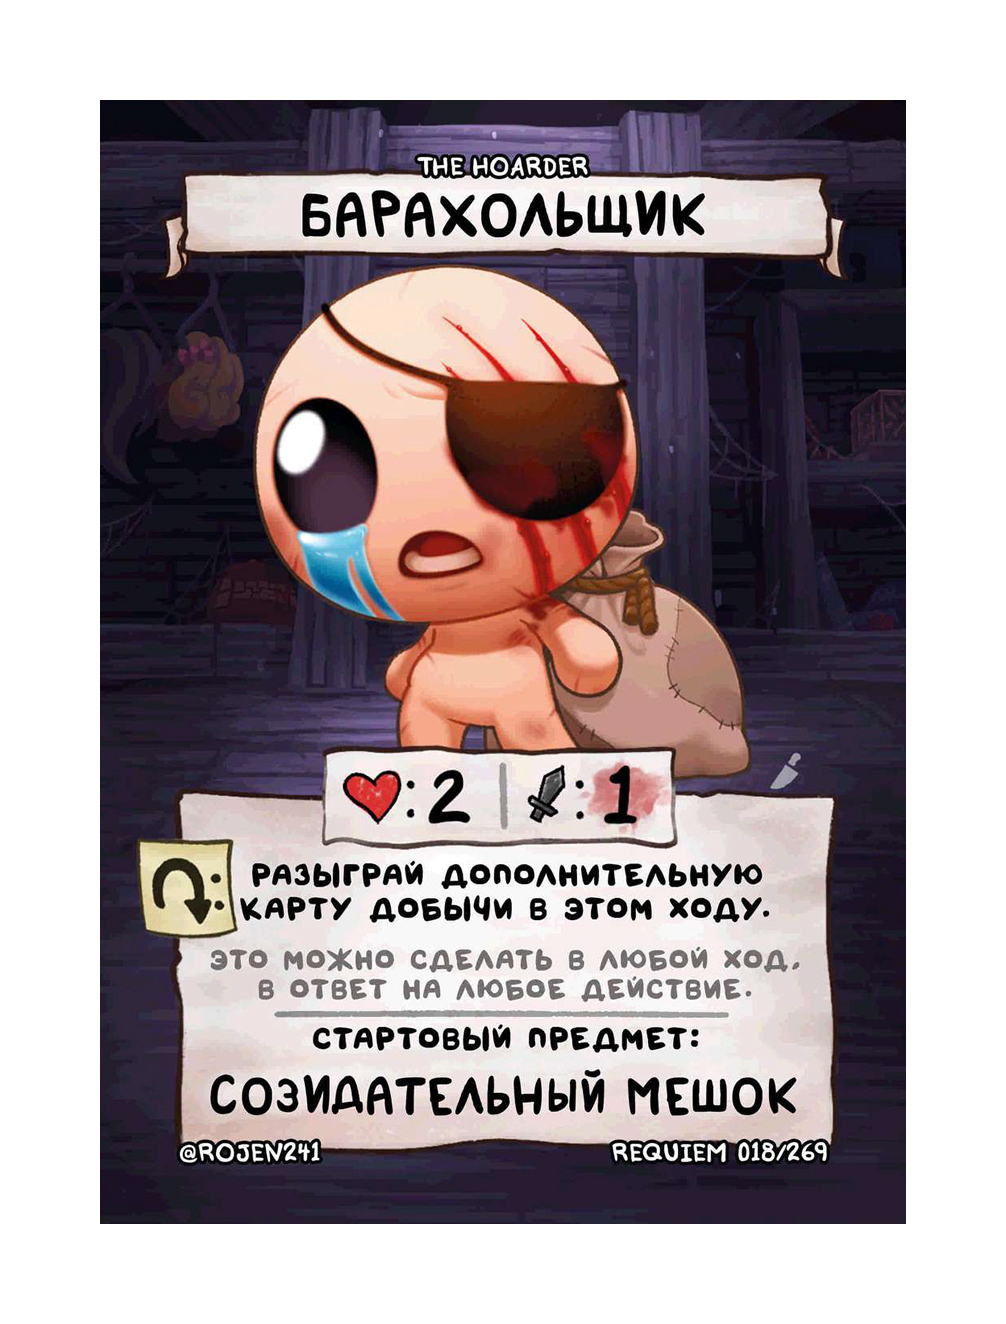 THE HOARDER
БАРАХОЛЬЩИК
:2 | :1
: РАЗЫГРАЙ ДОПОЛНИТЕЛЬНУЮ
КАРТУ ДОБЫЧИ В ЭТОМ ХОДУ.
ЭТО МОЖНО СДЕЛАТЬ В ЛЮБОЙ ХОД,
В ОТВЕТ НА ЛЮБОЕ ДЕЙСТВИЕ.
СТАРТОВЫЙ ПРЕДМЕТ:
СОЗИДАТЕЛЬНЫЙ МЕШОК
@ROJEN241
REQUIEM 018/269